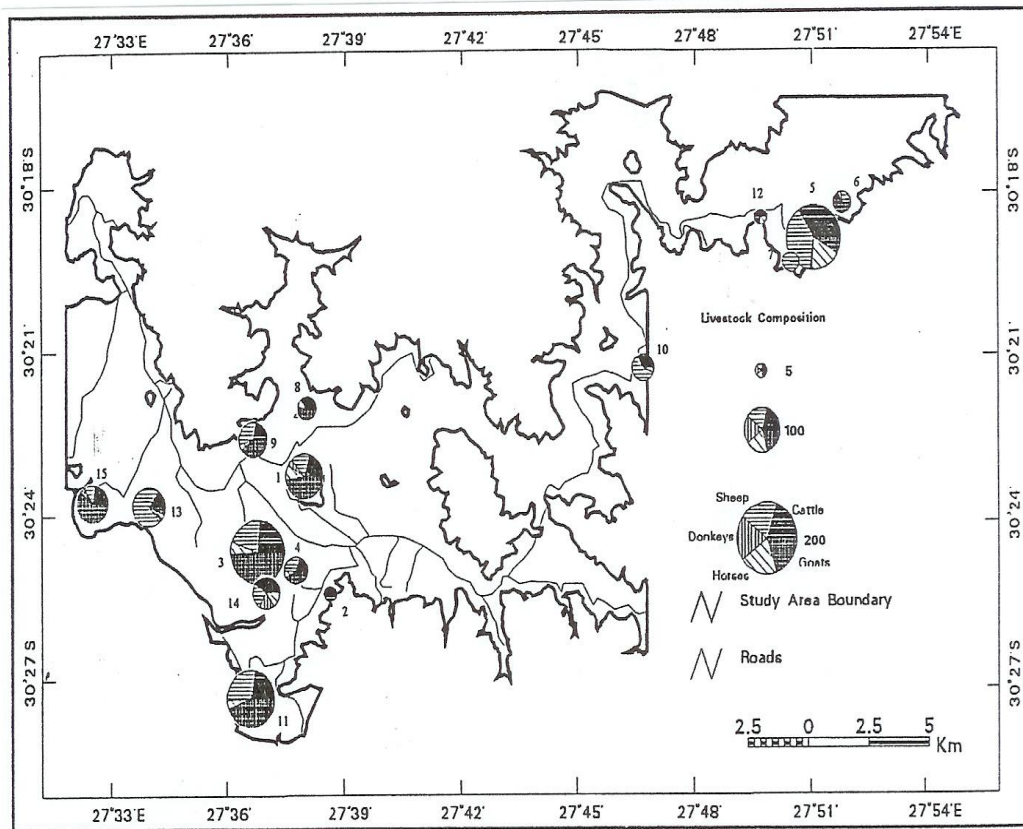 27°33'E 27°36' 27°39' 27°42' 27°45' 27°48' 27°51' 27°54'E
30°18'S
30°18'S
12
5
6
7
Livestock Composition
30°21'
30°21'
10
5
8
9
100
1
15
13
30°24'
30°24'
Sheep
Cattle
Donkeys
200
Goats
Horses
3
4
14
2
Study Area Boundary
Roads
30°27'S
30°27'S
11
2.5 0 2.5 5
Km
27°33'E 27°36' 27°39' 27°42' 27°45' 27°48' 27°51' 27°54'E